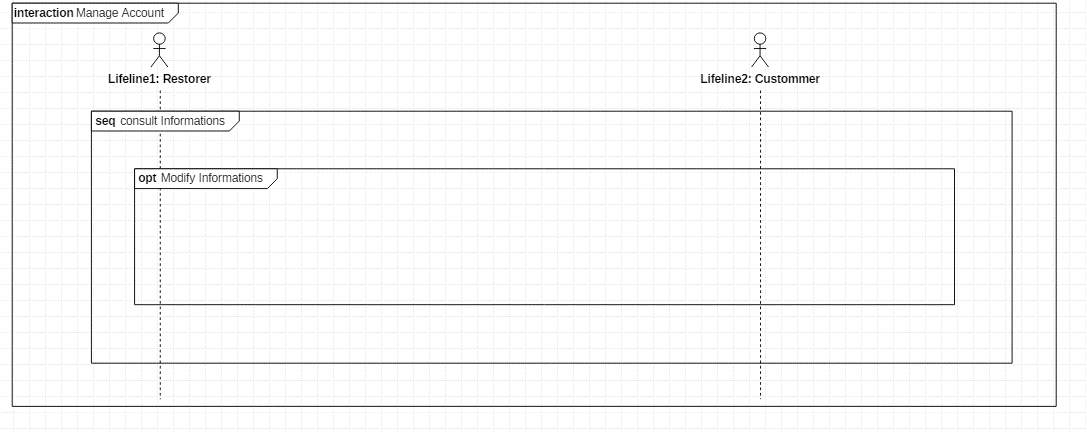 interaction Manage Account
Lifeline1: Restorer
Lifeline2: Custommer
seq consult Informations
opt Modify Informations